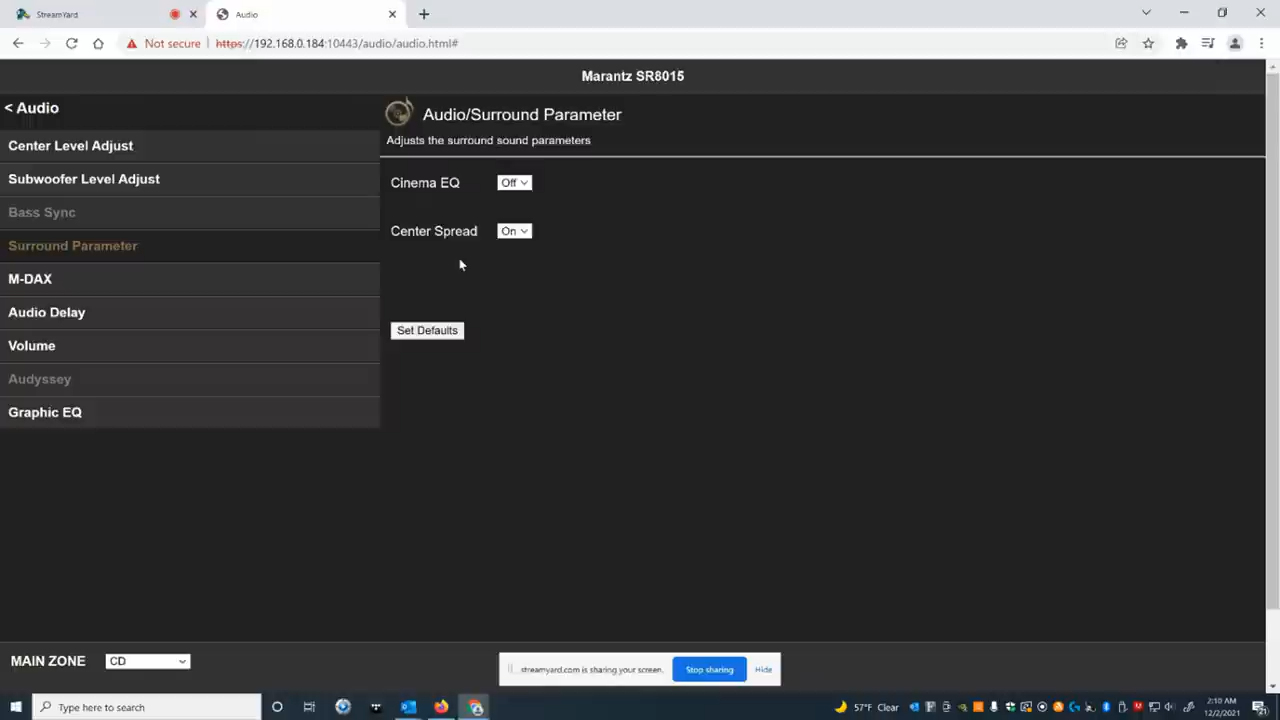 StreamYard
Audio
Not secure
https://192.168.0.184:10443/audio/audio.html#
Marantz SR8015
< Audio
Center Level Adjust
Subwoofer Level Adjust
Bass Sync
Surround Parameter
M-DAX
Audio Delay
Volume
Audyssey
Graphic EQ
Audio/Surround Parameter
Adjusts the surround sound parameters
Cinema EQ Off
Center Spread On
Set Defaults
MAIN ZONE CD
streamyard.com is sharing your screen. Stop sharing Hide
Type here to search
57°F Clear
2:10 AM
12/2/2021